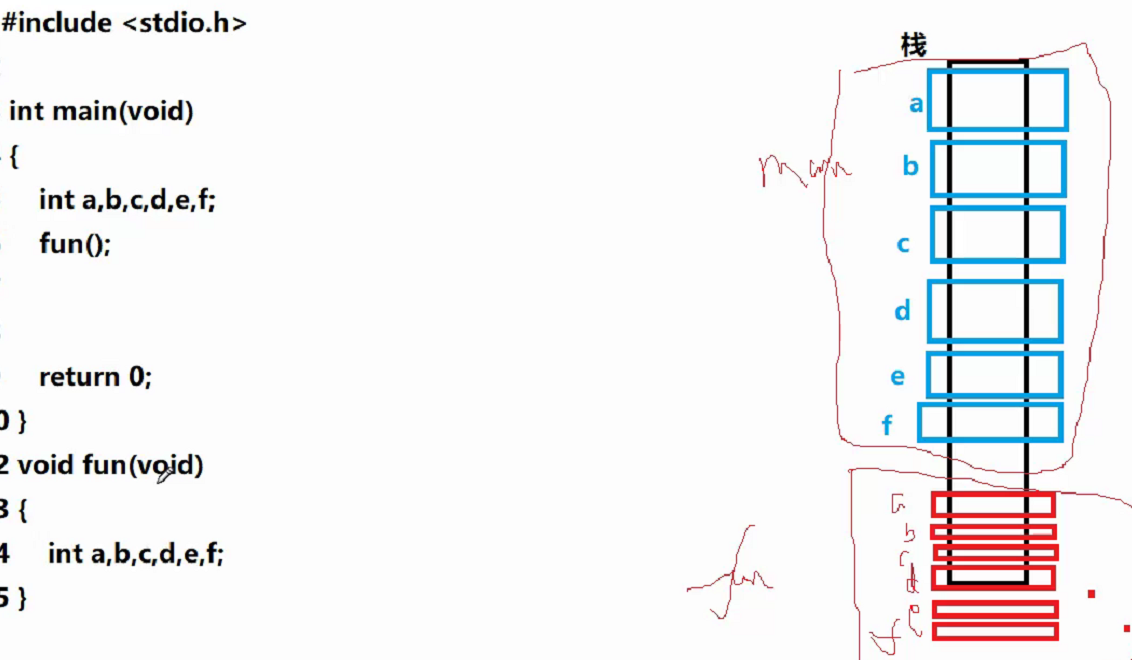 #include <stdio.h>
int main(void)
{
int a,b,c,d,e,f;
fun();
return 0;
0 }
2 void fun(void)
3 {
4 int a,b,c,d,e,f;
5 }
栈
a
b
c
d
e
f
main
fun
a
b
c
d
e
f